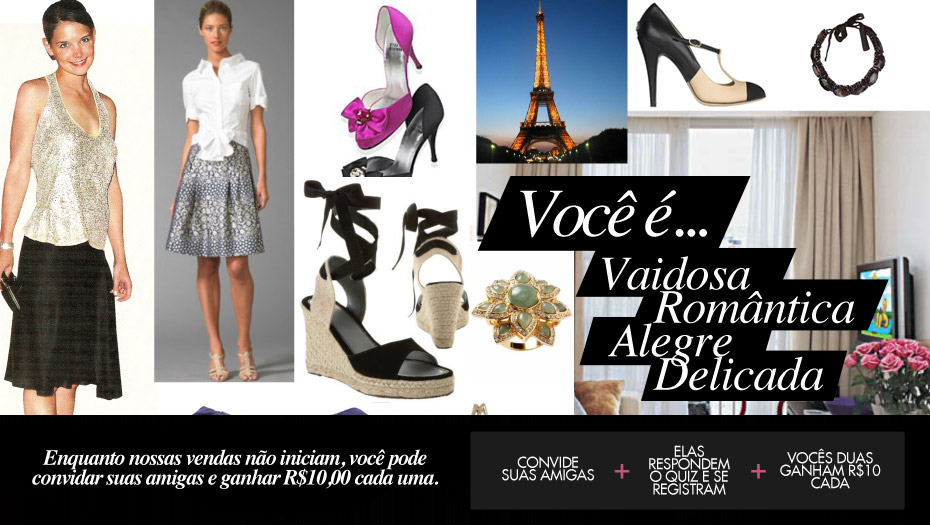 Você é...
Vaidosa
Romântica
Alegre
Delicada
Enquanto nossas vendas não iniciam, você pode
convidar suas amigas e ganhar R$10,00 cada uma.
CONVIDE
SUAS AMIGAS
+
ELAS
RESPONDEM
O QUIZ E SE
REGISTRAM
+
VOCÊS DUAS
GANHAM R$10
CADA